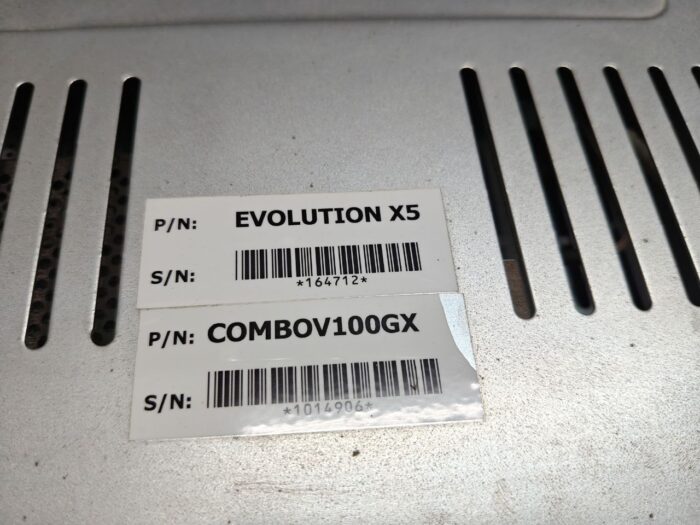 P/N: EVOLUTION X5
S/N: *164712*
P/N: COMBOV100GX
S/N: *1014906*